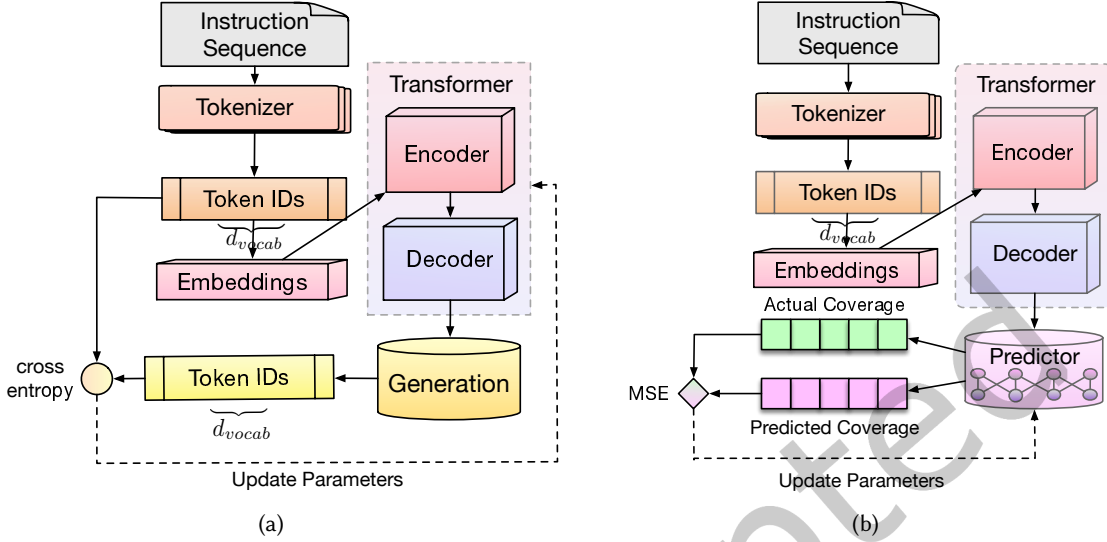 Instruction
Sequence
Tokenizer
Token IDs
d_vocab
Embeddings
Transformer
Encoder
Decoder
Generation
Token IDs
d_vocab
cross
entropy
Update Parameters
(a)
Instruction
Sequence
Tokenizer
Token IDs
d_vocab
Embeddings
Transformer
Encoder
Decoder
Predictor
Actual Coverage
MSE
Predicted Coverage
Update Parameters
(b)